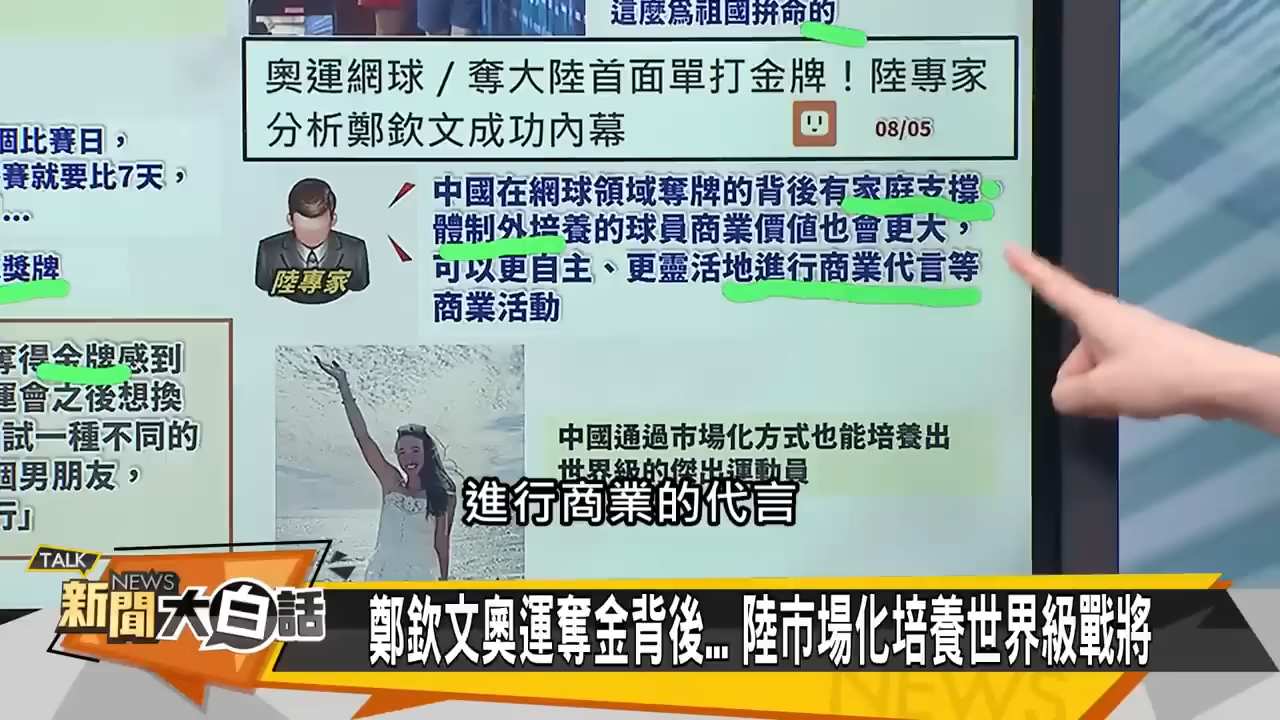 這麼為祖國拚命的
奧運網球/奪大陸首面單打金牌！陸專家
分析鄭欽文成功內幕
08/05
個比賽日，
賽就要比7天，
...
獎牌
陸專家
中國在網球領域奪牌的背後有家庭支撐
體制外培養的球員商業價值也會更大，
可以更自主、更靈活地進行商業代言等
商業活動
奪得金牌感到
運會之後想換
試一種不同的
個男朋友，
行」
中國通過市場化方式也能培養出
世界級的傑出運動員
進行商業的代言
TALK
NEWS
新聞大白話
鄭欽文奧運奪金背後... 陸市場化培養世界級戰將
NEWS